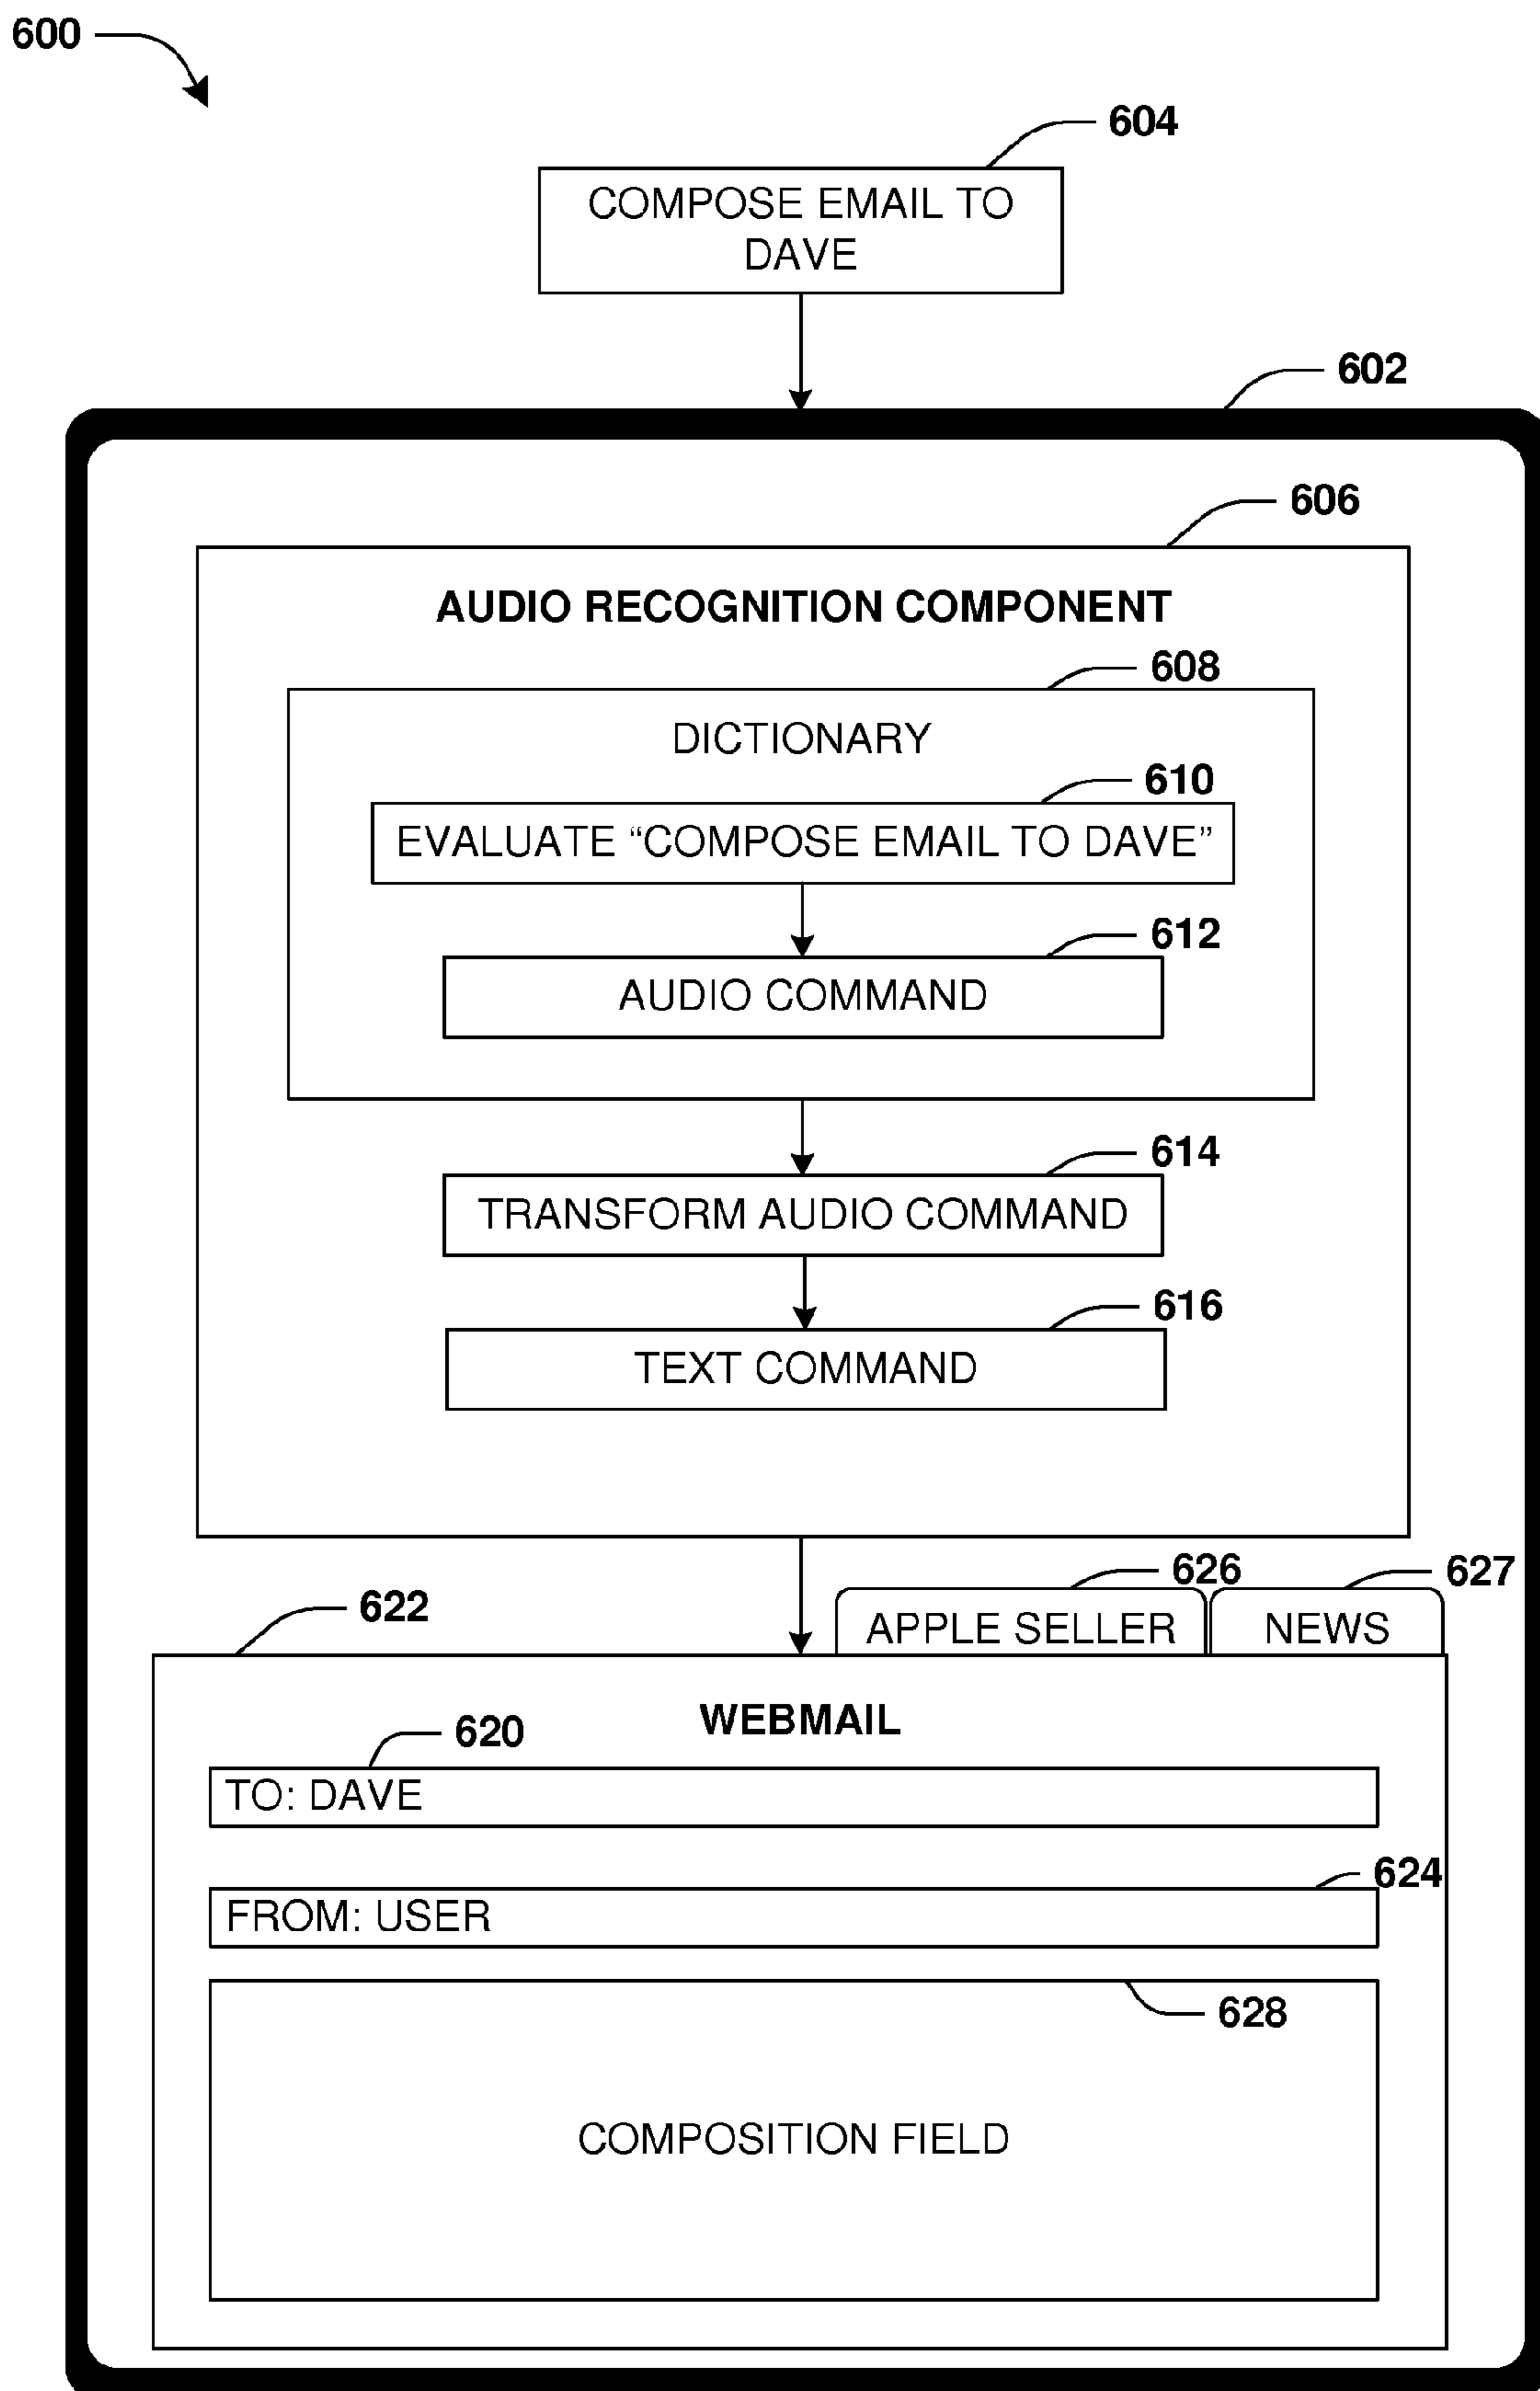 600
604
COMPOSE EMAIL TO
DAVE
602
606
AUDIO RECOGNITION COMPONENT
608
DICTIONARY
610
EVALUATE “COMPOSE EMAIL TO DAVE”
612
AUDIO COMMAND
614
TRANSFORM AUDIO COMMAND
616
TEXT COMMAND
626
627
622
APPLE SELLER
NEWS
WEBMAIL
620
TO: DAVE
624
FROM: USER
628
COMPOSITION FIELD